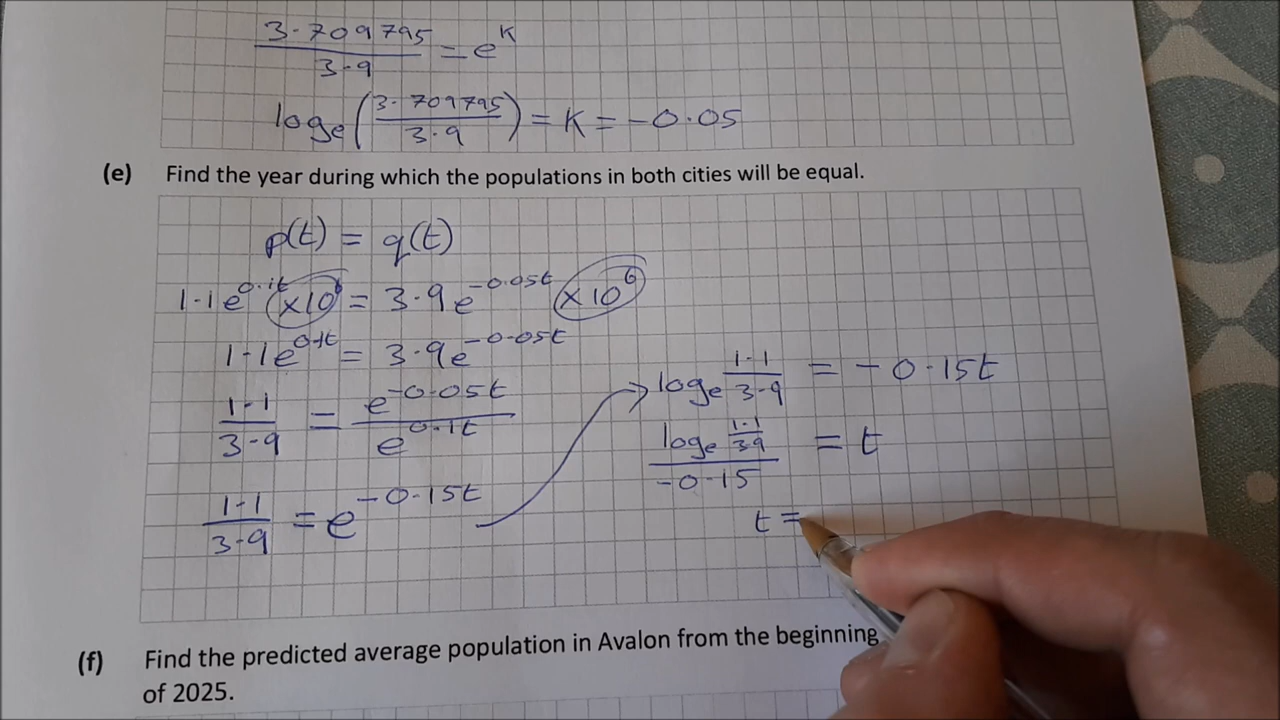 3·709795 / 3·9 = e^k
log_e(3·709795 / 3·9) = K = -0.05
(e) Find the year during which the populations in both cities will be equal.
p(t) = q(t)
1·1e^0.1t ×10^6 = 3·9e^-0.05t ×10^6
1·1e^0.1t = 3.9e^-0.05t
1·1 / 3·9 = e^-0.05t / e^0.1t
1·1 / 3·9 = e^-0.15t
log_e 1·1 / 3·9 = -0.15t
log_e 1·1/3·9 / -0.15 = t
t =
(f) Find the predicted average population in Avalon from the beginning
of 2025.